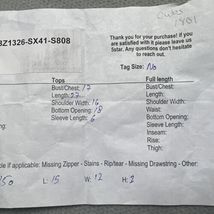 3Z1326-SX41-S808
Thank you for your purchase! if you
are satisfied with it please leave us
5star. Any questions don't hesitate
to reach out.
Tag Size: No
Tops
Bust/Chest: 17
Length: 27
Shoulder Width: 16
Bottom Opening: 18
Sleeve Length: 6
Full length
Bust/Chest:
Length:
Shoulder Width:
Waist:
Bottom Opening:
Sleeve Length:
Inseam:
Rise:
Thigh:
if applicable: Missing Zipper - Stains - Rip/tear - Missing Drawstring - Other:
L: 15 W: 12 H: 2